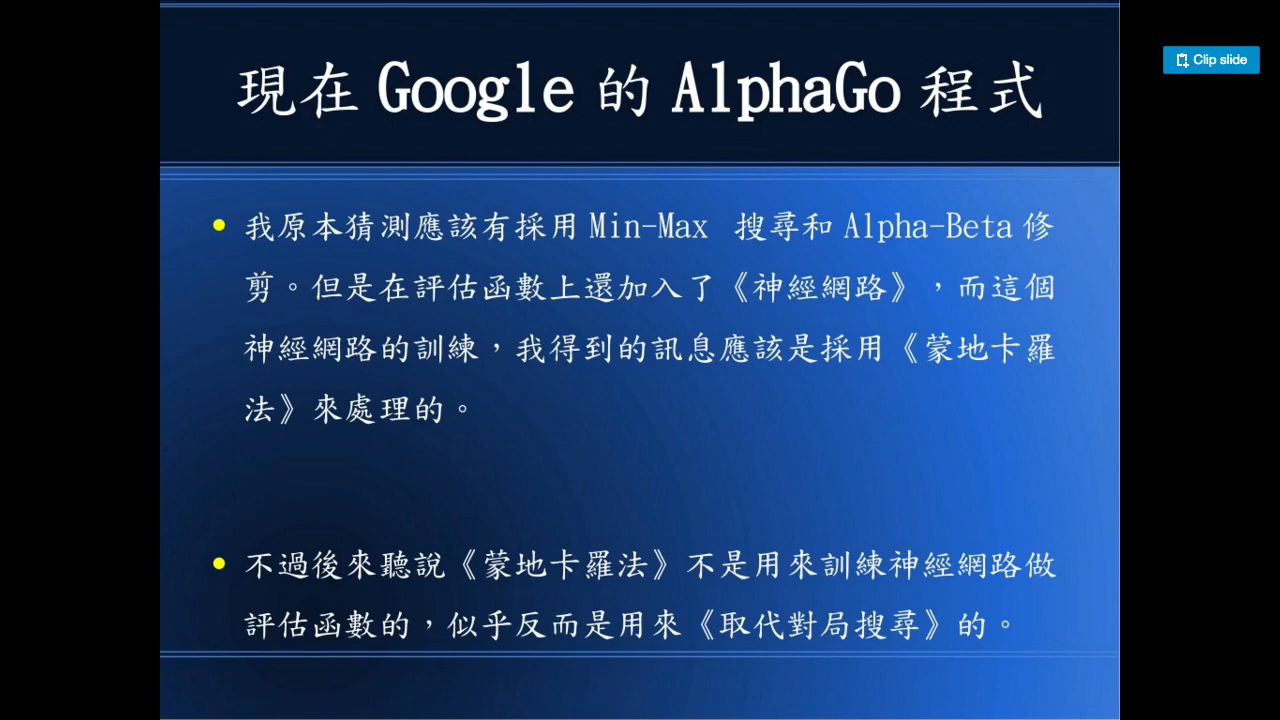 現在 Google 的 AlphaGo 程式
Clip slide
• 我原本猜測應該有採用 Min-Max 搜尋和 Alpha-Beta 修
剪。但是在評估函數上還加入了《神經網路》,而這個
神經網路的訓練,我得到的訊息應該是採用《蒙地卡羅
法》來處理的。
• 不過後來聽說《蒙地卡羅法》不是用來訓練神經網路做
評估函數的,似乎反而是用來《取代對局搜尋》的。